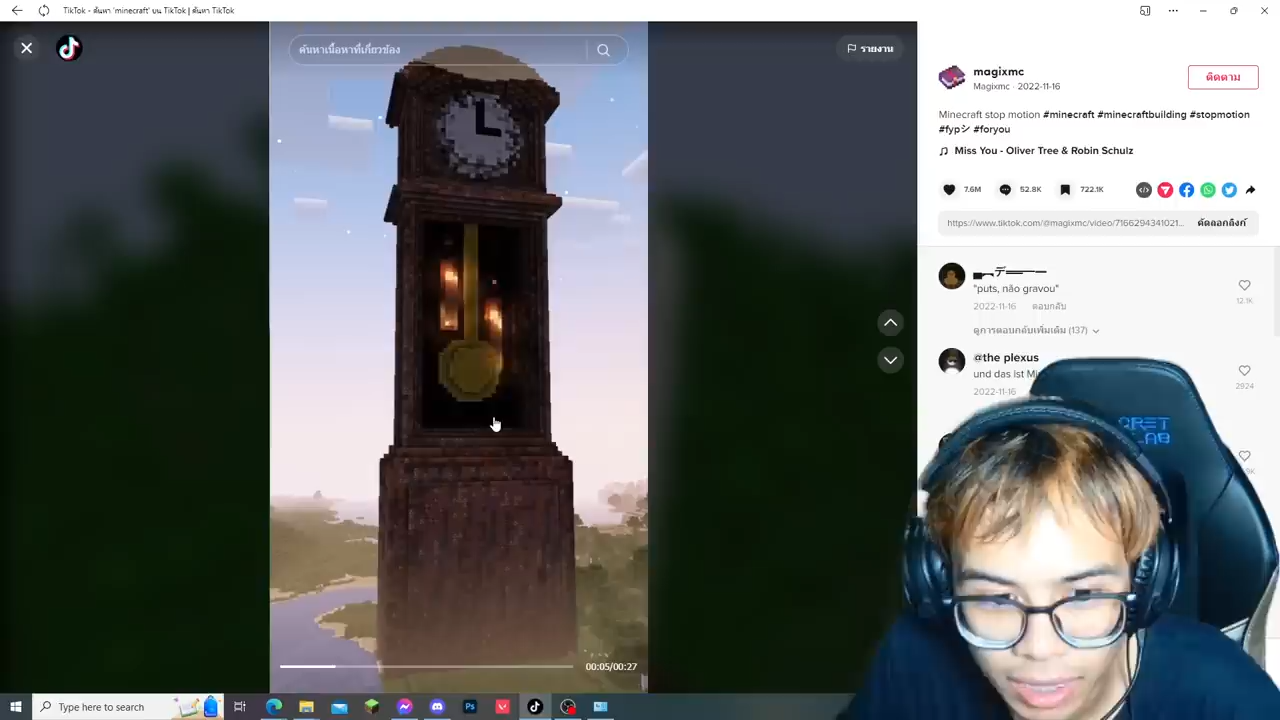 TikTok - ค้นหา 'minecraft' บน TikTok | ค้นหา TikTok
ค้นหาเนื้อหาที่เกี่ยวข้อง
รายงาน
magixmc
Magixmc · 2022-11-16
ติดตาม
Minecraft stop motion #minecraft #minecraftbuilding #stopmotion
#fypシ #foryou
Miss You - Oliver Tree & Robin Schulz
7.6M 52.8K 722.1K
https://www.tiktok.com/@magixmc/video/7166294341021... คัดลอกลิงก์
"puts, não gravou"
2022-11-16 ตอบกลับ
12.1K
ดูการตอบกลับเพิ่มเติม (137)
@the plexus
und das ist
2022-11-16
2924
00:05/00:27
Type here to search